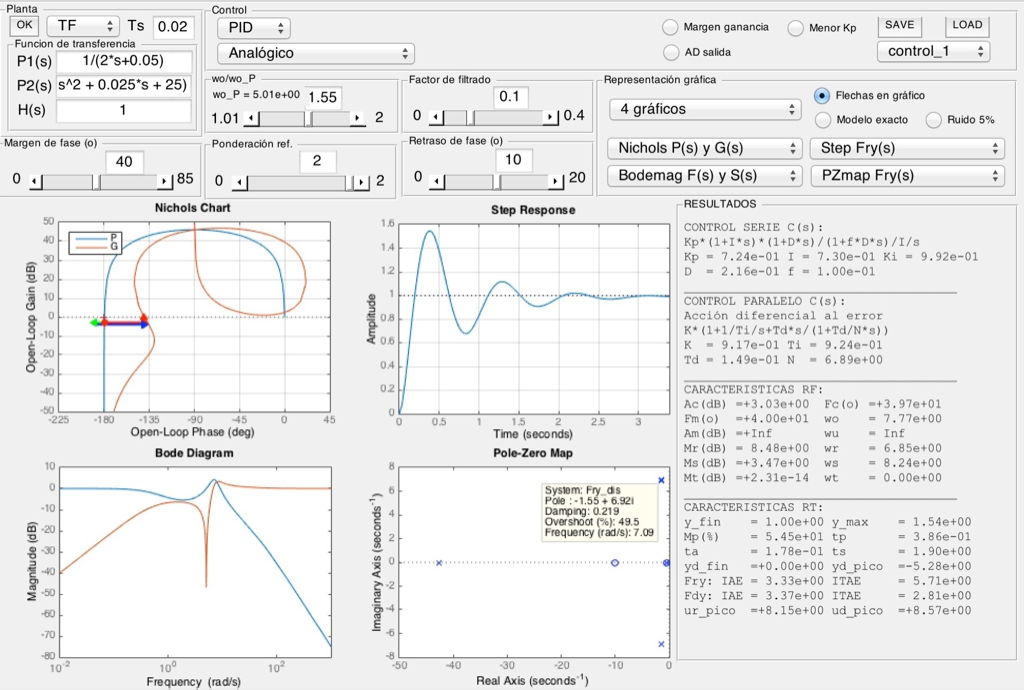 Planta
OK TF Ts 0.02
Funcion de transferencia
P1(s) 1/(2*s+0.05)
P2(s) s^2 + 0.025*s + 25)
H(s) 1
Control
PID
Analógico
Margen ganancia Menor Kp
AD salida
SAVE LOAD
control_1
wo/wo_P
wo_P = 5.01e+00 1.55
1.01 2
Factor de filtrado
0.1
0 0.4
Representación gráfica
4 gráficos
Flechas en gráfico
Modelo exacto Ruido 5%
Nichols P(s) y G(s) Step Fry(s)
Bodemag F(s) y S(s) PZmap Fry(s)
Margen de fase (o)
40
0 85
Ponderación ref.
2
0 2
Retraso de fase (o)
10
0 20
Nichols Chart
P
G
50
40
30
20
10
0
-10
-20
-30
-40
-50
-225 -180 -135 -90 -45 0 45
Open-Loop Gain (dB)
Open-Loop Phase (deg)
Step Response
1.6
1.4
1.2
1
0.8
0.6
0.4
0.2
0
0 0.5 1 1.5 2 2.5 3
Amplitude
Time (seconds)
Bode Diagram
10
0
-10
-20
-30
-40
-50
-60
-70
-80
10-2 100 102
Magnitude (dB)
Frequency (rad/s)
Pole-Zero Map
8
6
4
2
0
-2
-4
-6
-8
-50 -40 -30 -20 -10 0
System: Fry_dis
Pole : -1.55 + 6.92i
Damping: 0.219
Overshoot (%): 49.5
Frequency (rad/s): 7.09
Imaginary Axis (seconds-1)
Real Axis (seconds-1)
RESULTADOS
CONTROL SERIE C(s):
Kp*(1+I*s)*(1+D*s)/(1+f*D*s)/I/s
Kp = 7.24e-01 I = 7.30e-01 Ki = 9.92e-01
D = 2.16e-01 f = 1.00e-01
CONTROL PARALELO C(s):
Acción diferencial al error
K*(1+1/Ti/s+Td*s/(1+Td/N*s))
K = 9.17e-01 Ti = 9.24e-01
Td = 1.49e-01 N = 6.89e+00
CARACTERISTICAS RF:
Ac(dB) =+3.03e+00 Fc(o) =+3.97e+01
Fm(o) =+4.00e+01 wo = 7.77e+00
Am(dB) =+Inf wu = Inf
Mr(dB) = 8.48e+00 wr = 6.85e+00
Ms(dB) =+3.47e+00 ws = 8.24e+00
Mt(dB) =+2.31e-14 wt = 0.00e+00
CARACTERISTICAS RT:
y_fin = 1.00e+00 y_max = 1.54e+00
Mp(%) = 5.45e+01 tp = 3.86e-01
ta = 1.78e-01 ts = 1.90e+00
yd_fin =+0.00e+00 yd_pico =-5.28e+00
Fry: IAE = 3.33e+00 ITAE = 5.71e+00
Fdy: IAE = 3.37e+00 ITAE = 2.81e+01
ur_pico =+8.15e+00 ud_pico =+8.57e+00